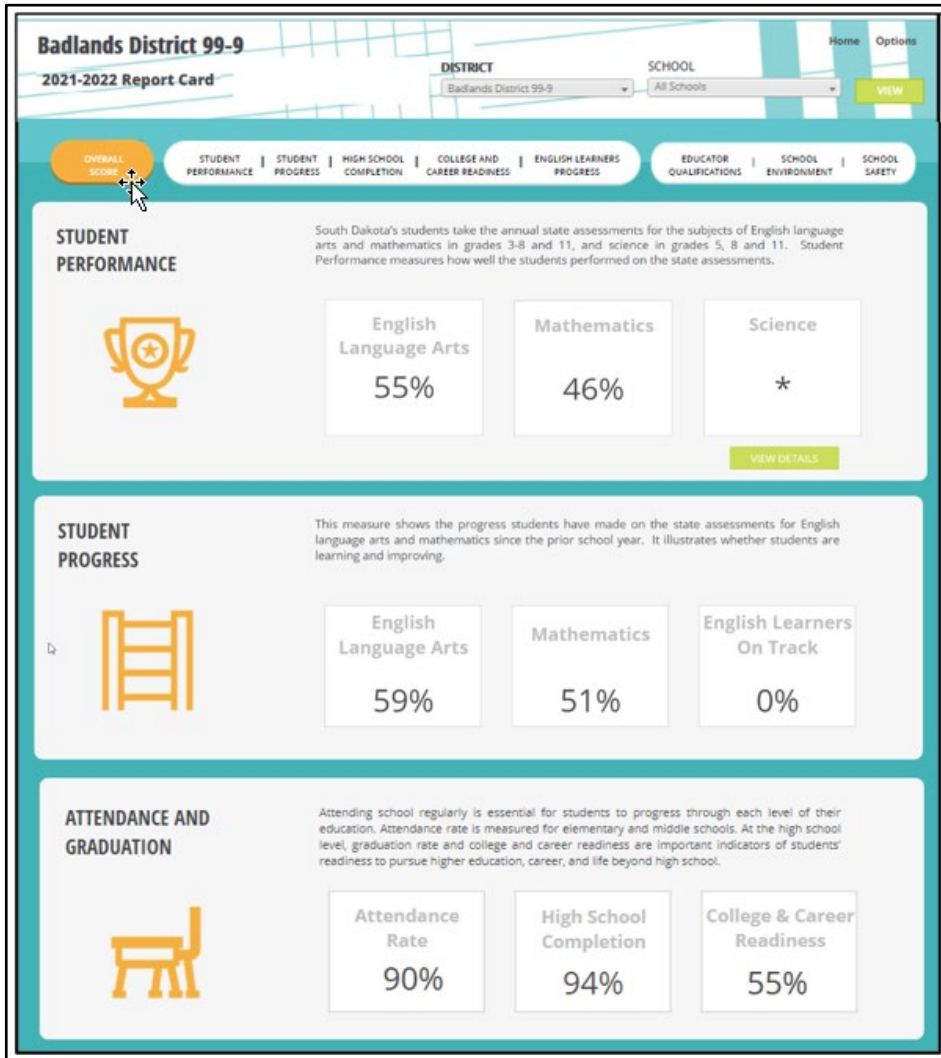 Badlands District 99-9
Home Options
2021-2022 Report Card
DISTRICT
SCHOOL
Badlands District 99-9
All Schools
VIEW
OVERALL
SCORE
STUDENT
PERFORMANCE
|
STUDENT
PROGRESS
|
HIGH SCHOOL
COMPLETION
|
COLLEGE AND
CAREER READINESS
|
ENGLISH LEARNERS
PROGRESS
EDUCATOR
QUALIFICATIONS
|
SCHOOL
ENVIRONMENT
|
SCHOOL
SAFETY
STUDENT
PERFORMANCE
South Dakota's students take the annual state assessments for the subjects of English language
arts and mathematics in grades 3-8 and 11, and science in grades 5, 8 and 11. Student
Performance measures how well the students performed on the state assessments.
English
Language Arts
55%
Mathematics
46%
Science
*
VIEW DETAILS
STUDENT
PROGRESS
This measure shows the progress students have made on the state assessments for English
language arts and mathematics since the prior school year. It illustrates whether students are
learning and improving.
English
Language Arts
59%
Mathematics
51%
English Learners
On Track
0%
ATTENDANCE AND
GRADUATION
Attending school regularly is essential for students to progress through each level of their
education. Attendance rate is measured for elementary and middle schools. At the high school
level, graduation rate and college and career readiness are important indicators of students'
readiness to pursue higher education, career, and life beyond high school.
Attendance
Rate
90%
High School
Completion
94%
College & Career
Readiness
55%